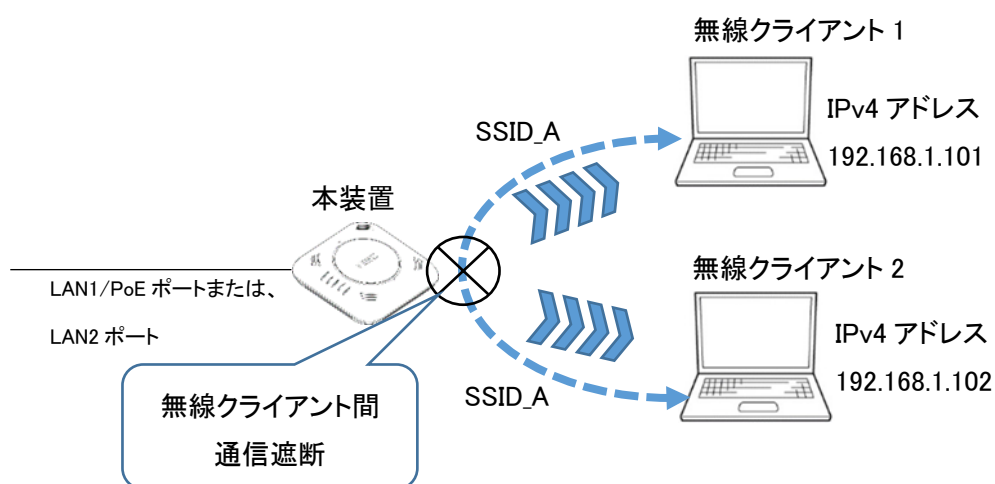 無線クライアント 1
IPv4 アドレス
192.168.1.101
SSID_A
本装置
LAN1/PoE ポートまたは、
LAN2 ポート
無線クライアント 2
IPv4 アドレス
192.168.1.102
SSID_A
無線クライアント間
通信遮断